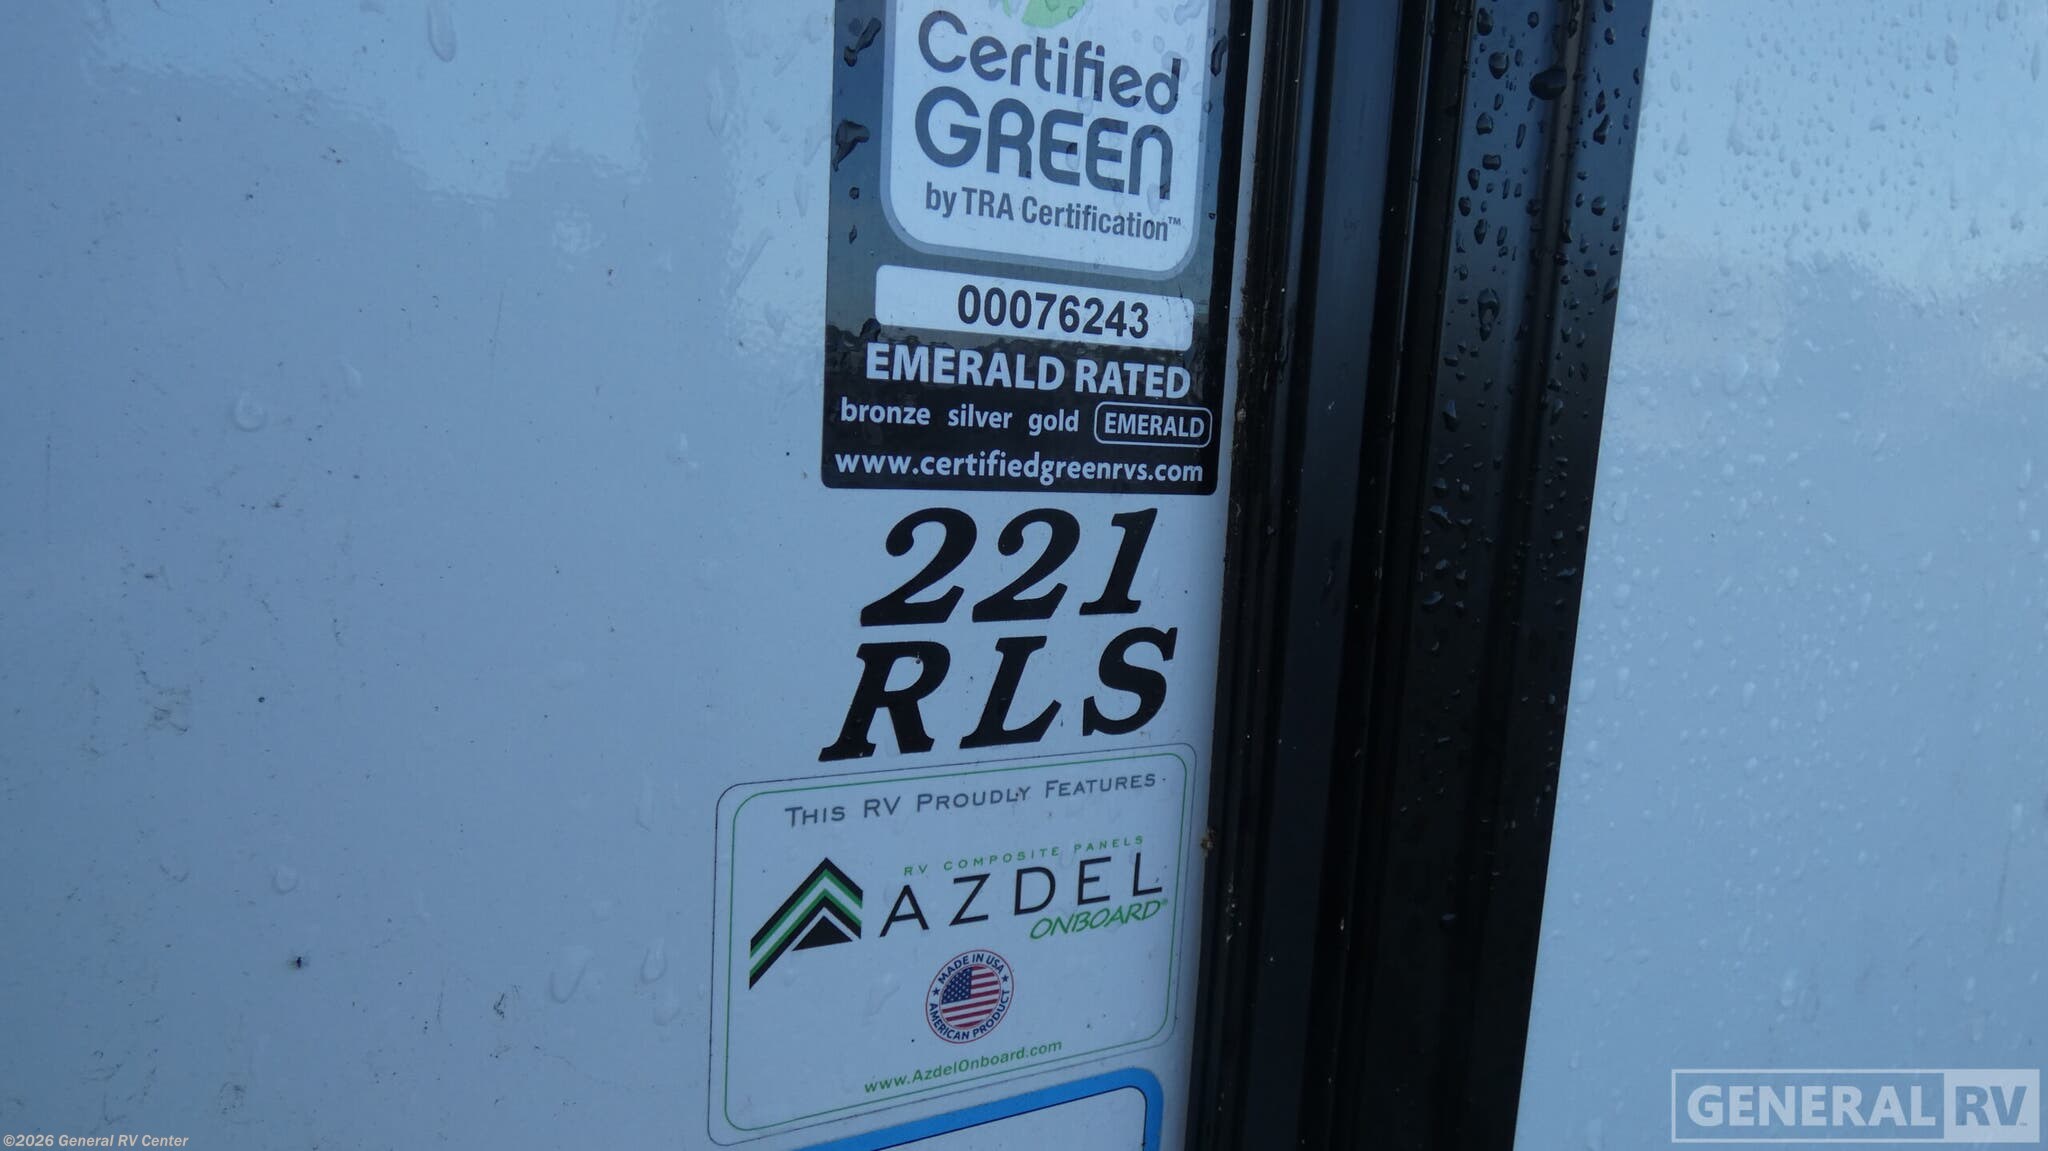 Certified
GREEN
by TRA Certification™
00076243
EMERALD RATED
bronze silver gold EMERALD
www.certifiedgreenrvs.com
221
RLS
THIS RV PROUDLY FEATURES
RV COMPOSITE PANELS
AZDEL
ONBOARD®
MADE IN USA
AMERICAN PRODUCT
www.AzdelOnboard.com
GENERAL RV
©2026 General RV Center